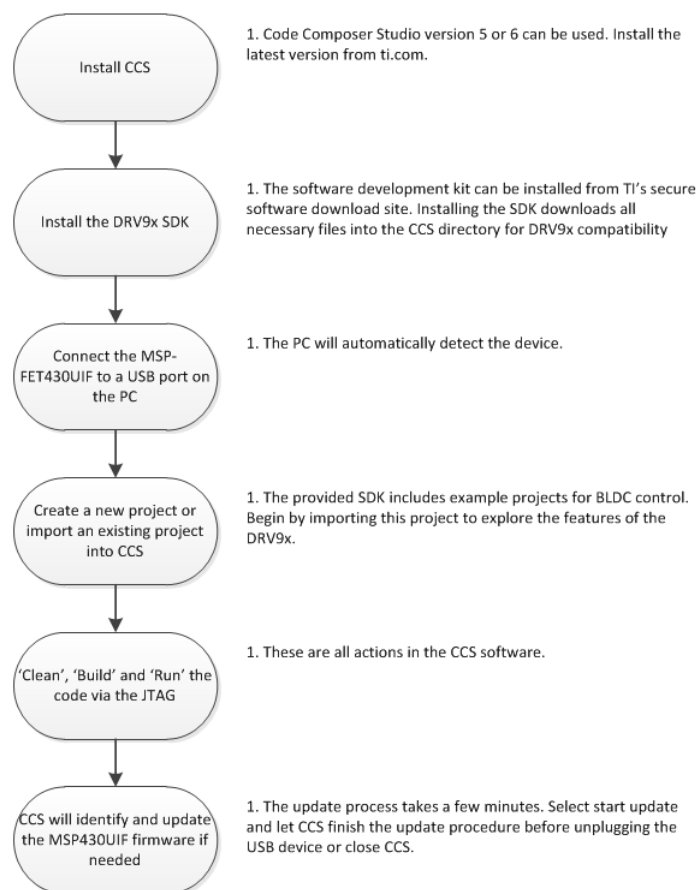 Install CCS
1. Code Composer Studio version 5 or 6 can be used. Install the
latest version from ti.com.
Install the DRV9x SDK
1. The software development kit can be installed from TI's secure
software download site. Installing the SDK downloads all
necessary files into the CCS directory for DRV9x compatibility
Connect the MSP-
FET430UIF to a USB port on
the PC
1. The PC will automatically detect the device.
Create a new project or
import an existing project
into CCS
1. The provided SDK includes example projects for BLDC control.
Begin by importing this project to explore the features of the
DRV9x.
'Clean', 'Build' and 'Run' the
code via the JTAG
1. These are all actions in the CCS software.
CCS will identify and update
the MSP430UIF firmware if
needed
1. The update process takes a few minutes. Select start update
and let CCS finish the update procedure before unplugging the
USB device or close CCS.